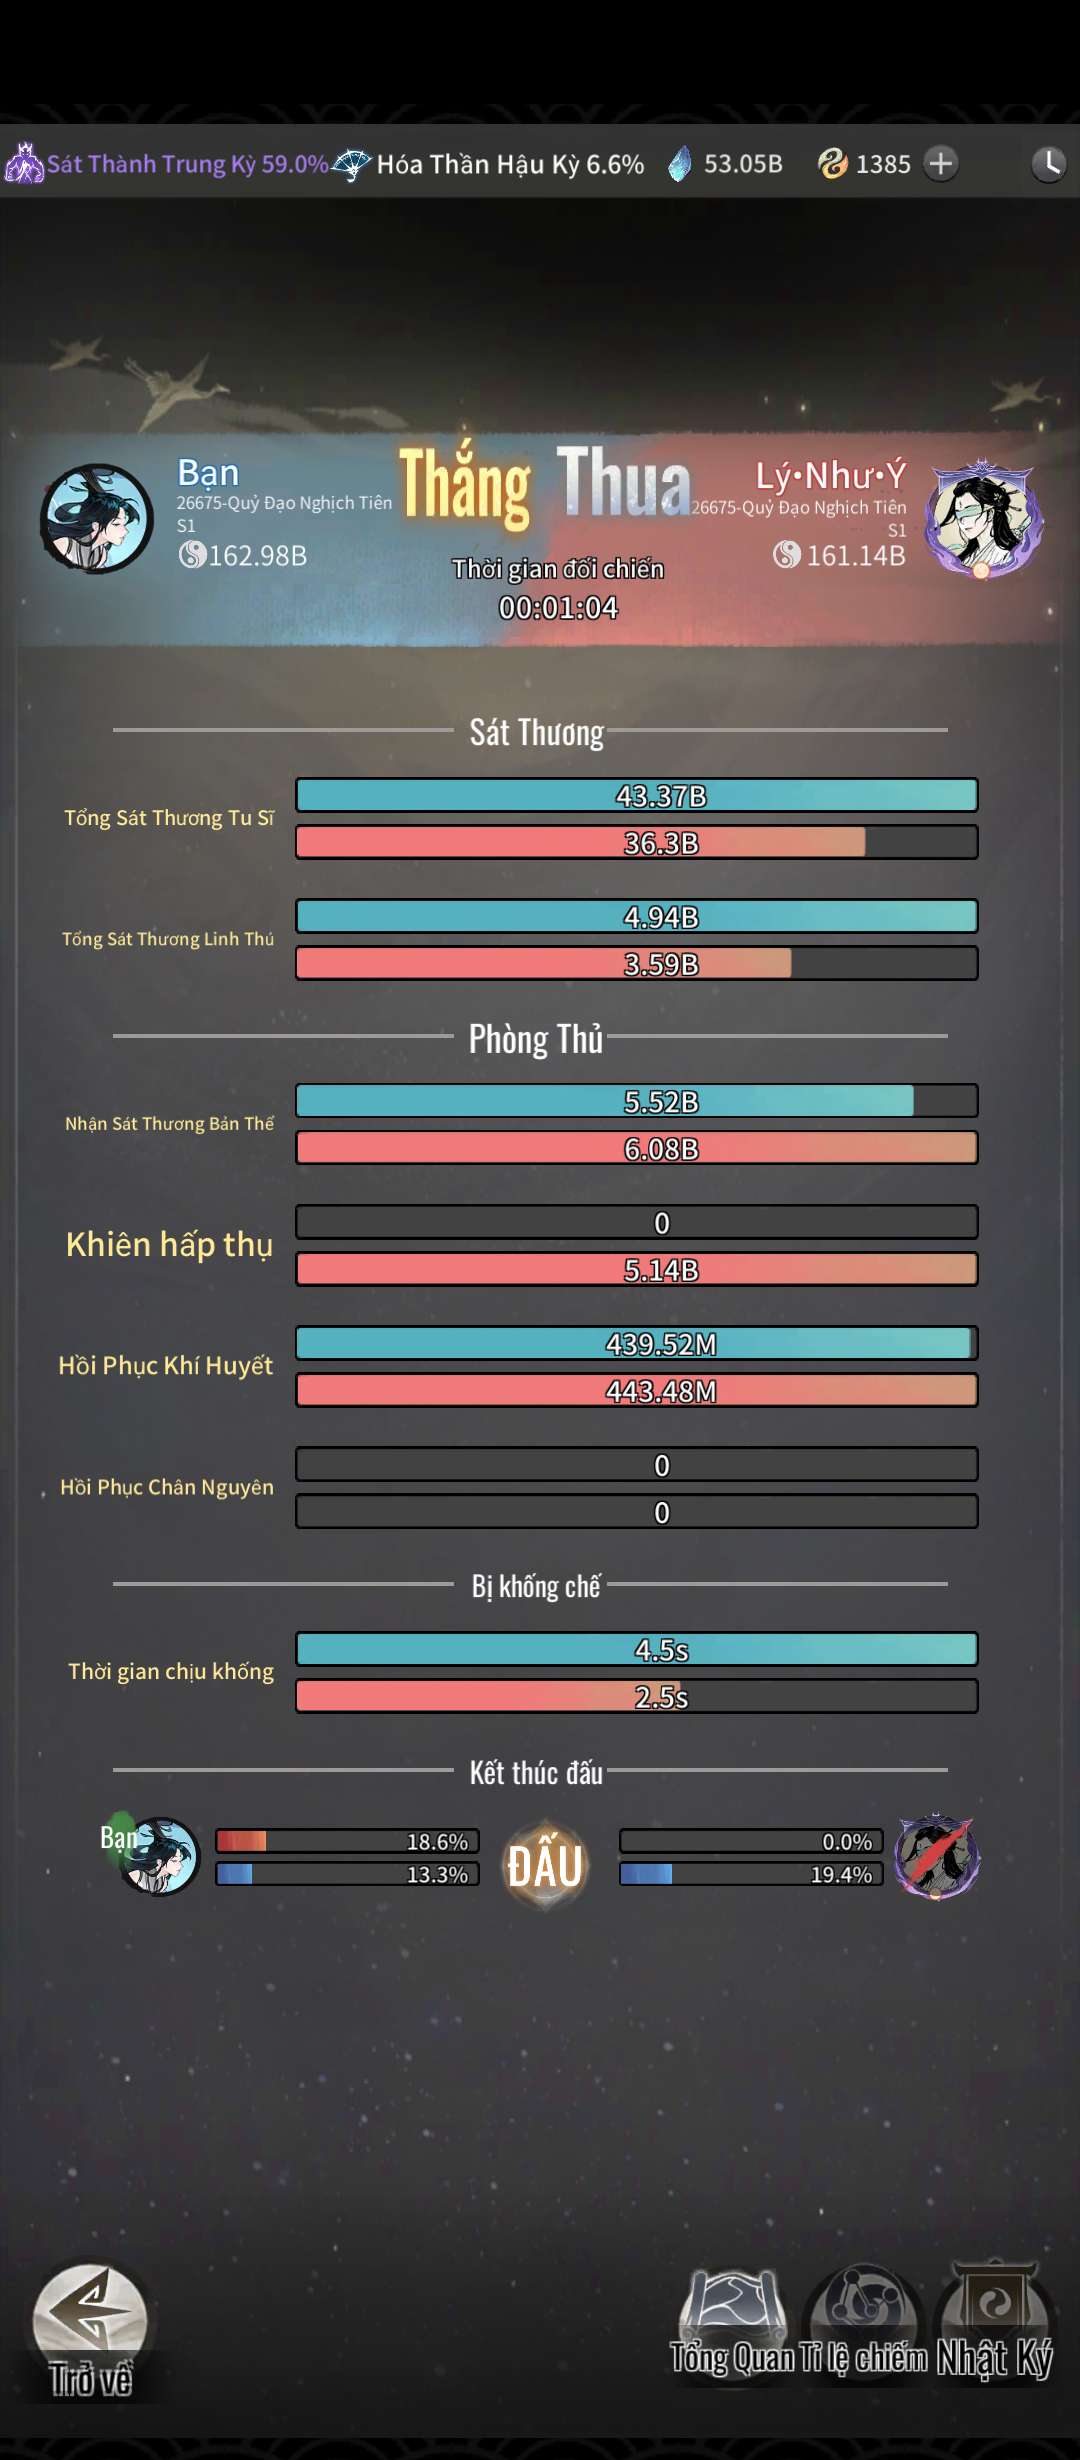 Sát Thành Trung Kỳ 59.0% Hóa Thần Hậu Kỳ 6.6% 53.05B 1385
Bạn
26675-Quỷ Đạo Nghịch Tiên
S1
162.98B
Thắng Thua
Thời gian đối chiến
00:01:04
Lý•Như•Ý
26675-Quỷ Đạo Nghịch Tiên
S1
161.14B
Sát Thương
Tổng Sát Thương Tu Sĩ
43.37B
36.3B
Tổng Sát Thương Linh Thú
4.94B
3.59B
Phòng Thủ
Nhận Sát Thương Bản Thể
5.52B
6.08B
Khiên hấp thụ
0
5.14B
Hồi Phục Khí Huyết
439.52M
443.48M
Hồi Phục Chân Nguyên
0
0
Bị khống chế
Thời gian chịu khống
4.5s
2.5s
Kết thúc đấu
Bạn
18.6%
13.3%
ĐẤU
0.0%
19.4%
Trở về
Tổng Quan
Tỉ lệ chiếm
Nhật Ký